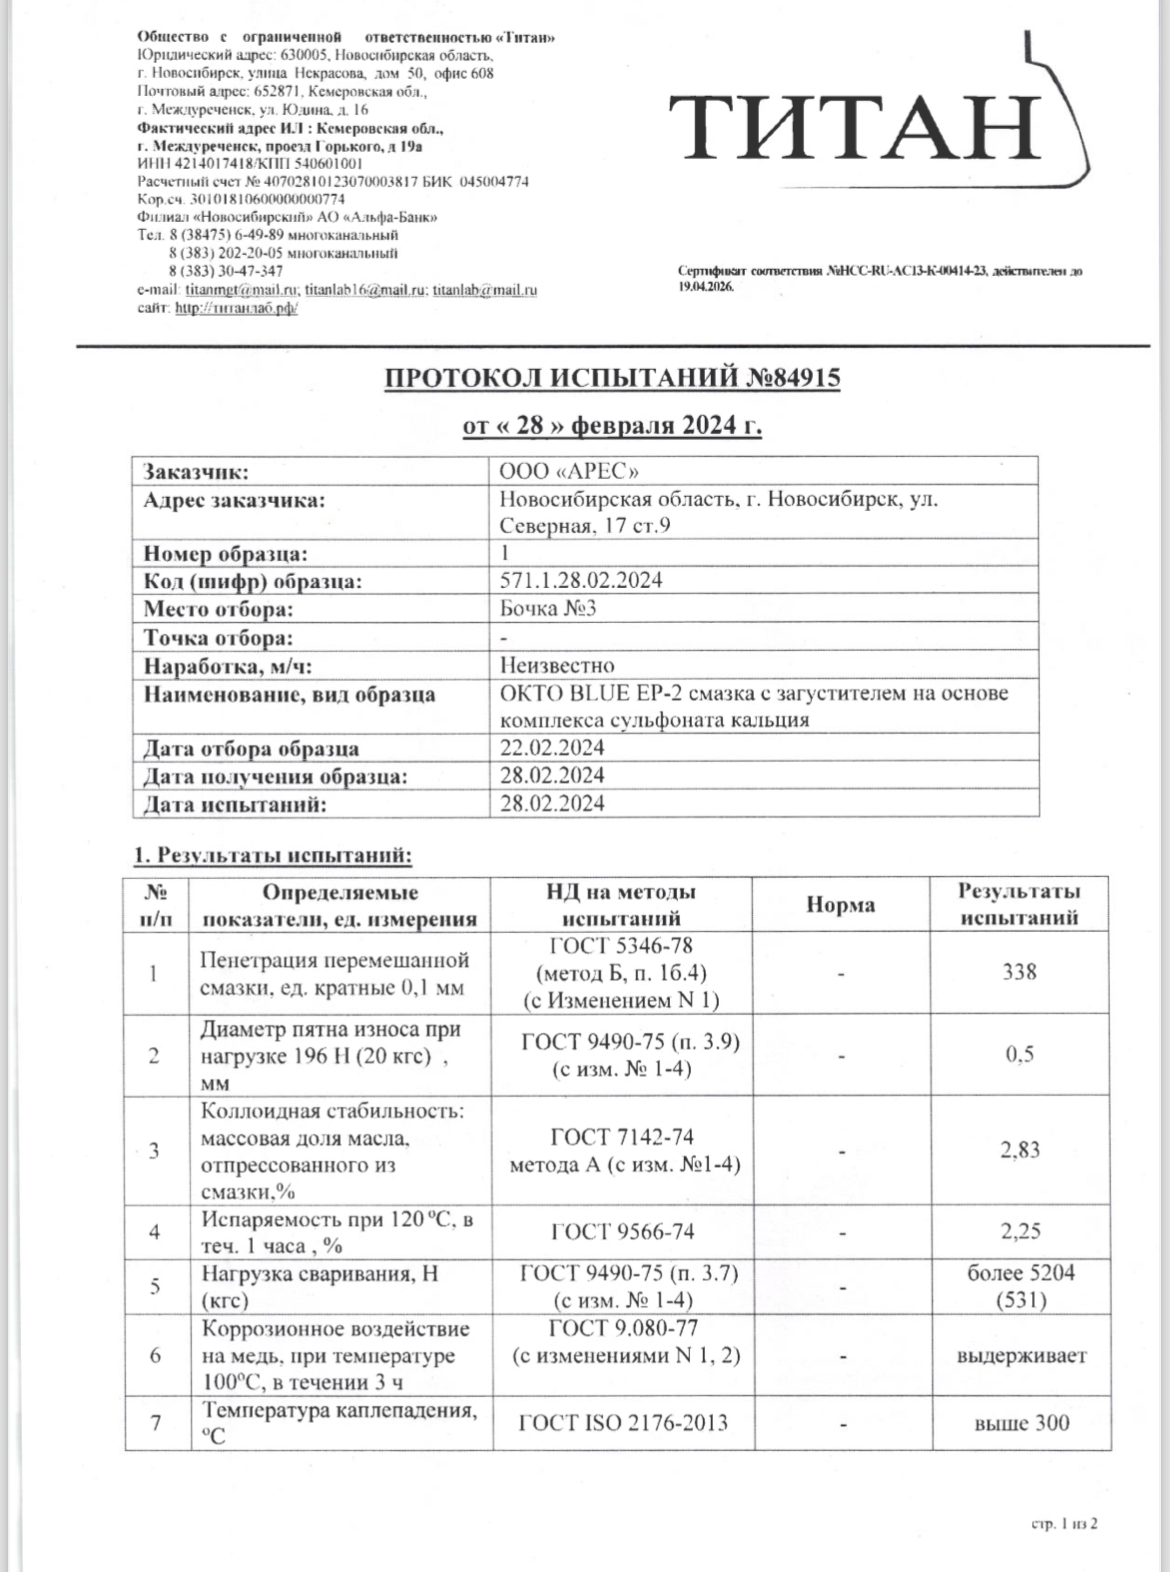 Общество с ограниченной ответственностью «Титан»
Юридический адрес: 630005, Новосибирская область,
г. Новосибирск, улица Некрасова, дом 50, офис 608
Почтовый адрес: 652871, Кемеровская обл.,
г. Междуреченск, ул. Юдина, д. 16
Фактический адрес ИЛ : Кемеровская обл.,
г. Междуреченск, проезд Горького, д 19а
ИНН 4214017418/КПП 540601001
Расчетный счет № 40702810123070003817 БИК 045004774
Кор.сч. 30101810600000000774
Филиал «Новосибирский» АО «Альфа-Банк»
Тел. 8 (38475) 6-49-89 многоканальный
8 (383) 202-20-05 многоканальный
8 (383) 30-47-347
e-mail: titanmgt@mail.ru; titanlab16@mail.ru; titanlab@mail.ru
сайт: http://титанлаб.рф/
ТИТАН
Сертификат соответствия №НСС-RU-АС13-К-00414-23, действителен до
19.04.2026.
ПРОТОКОЛ ИСПЫТАНИЙ №84915
от « 28 » февраля 2024 г.
Заказчик: ООО «АРЕС»
Адрес заказчика: Новосибирская область, г. Новосибирск, ул.
Северная, 17 ст.9
Номер образца: 1
Код (шифр) образца: 571.1.28.02.2024
Место отбора: Бочка №3
Точка отбора: -
Наработка, м/ч: Неизвестно
Наименование, вид образца ОКТО BLUE EP-2 смазка с загустителем на основе
комплекса сульфоната кальция
Дата отбора образца 22.02.2024
Дата получения образца: 28.02.2024
Дата испытаний: 28.02.2024
1. Результаты испытаний:
№ п/п
Определяемые показатели, ед. измерения
НД на методы испытаний
Норма
Результаты испытаний
1
Пенетрация перемешанной
смазки, ед. кратные 0,1 мм
ГОСТ 5346-78
(метод Б, п. 1б.4)
(с Изменением N 1)
-
338
2
Диаметр пятна износа при
нагрузке 196 Н (20 кгс) ,
мм
ГОСТ 9490-75 (п. 3.9)
(с изм. № 1-4)
-
0,5
3
Коллоидная стабильность:
массовая доля масла,
отпрессованного из
смазки,%
ГОСТ 7142-74
метода А (с изм. №1-4)
-
2,83
4
Испаряемость при 120 ºС, в
теч. 1 часа , %
ГОСТ 9566-74
-
2,25
5
Нагрузка сваривания, Н
(кгс)
ГОСТ 9490-75 (п. 3.7)
(с изм. № 1-4)
-
более 5204
(531)
6
Коррозионное воздействие
на медь, при температуре
100ºС, в течении 3 ч
ГОСТ 9.080-77
(с изменениями N 1, 2)
-
выдерживает
7
Температура каплепадения,
ºС
ГОСТ ISO 2176-2013
-
выше 300
стр. 1 из 2